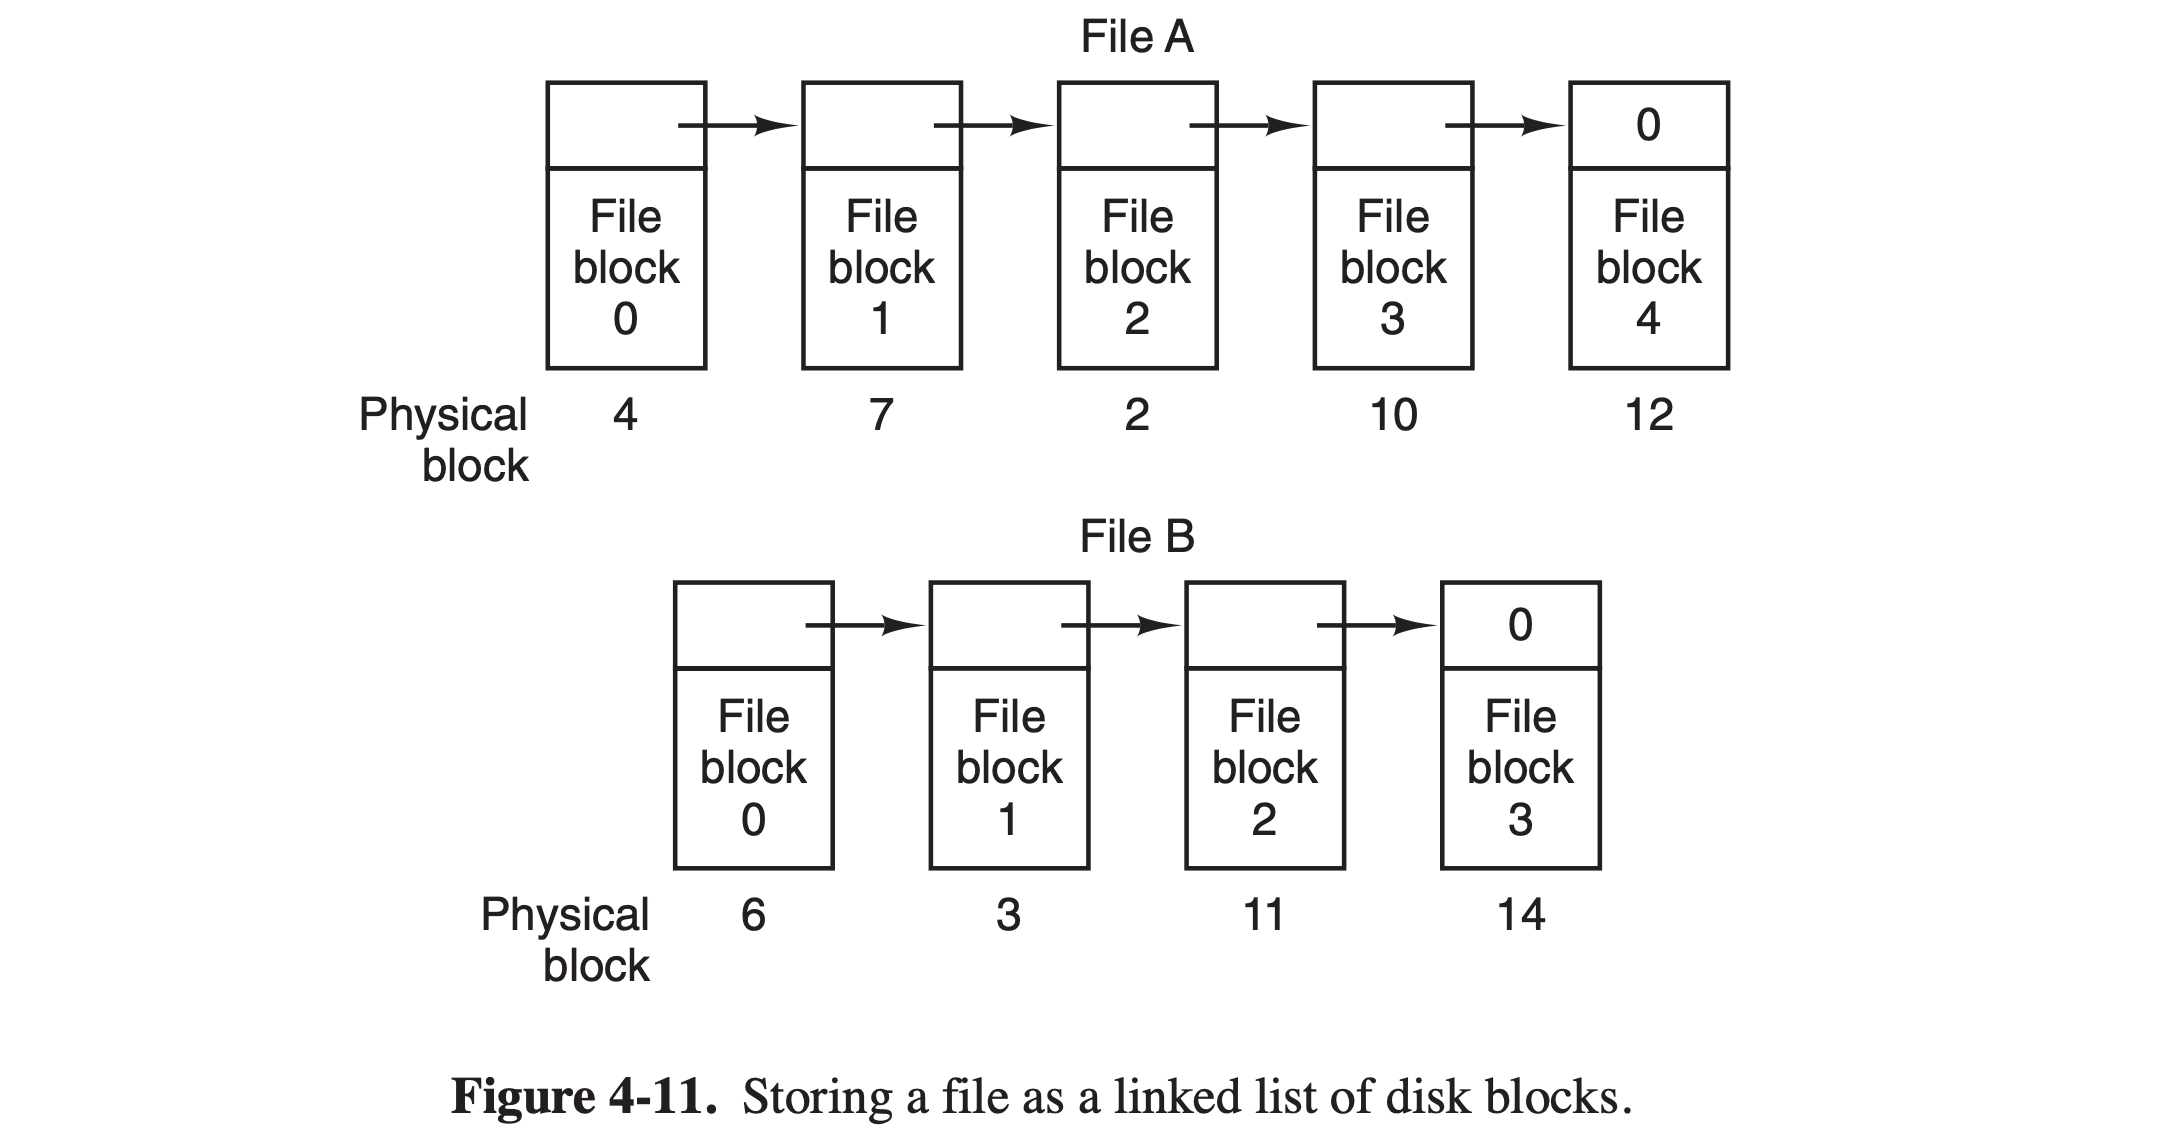 File A
0
File File File File File
block block block block block
0 1 2 3 4
Physical 4 7 2 10 12
block
File B
0
File File File File
block block block block
0 1 2 3
Physical 6 3 11 14
block
Figure 4-11. Storing a file as a linked list of disk blocks.